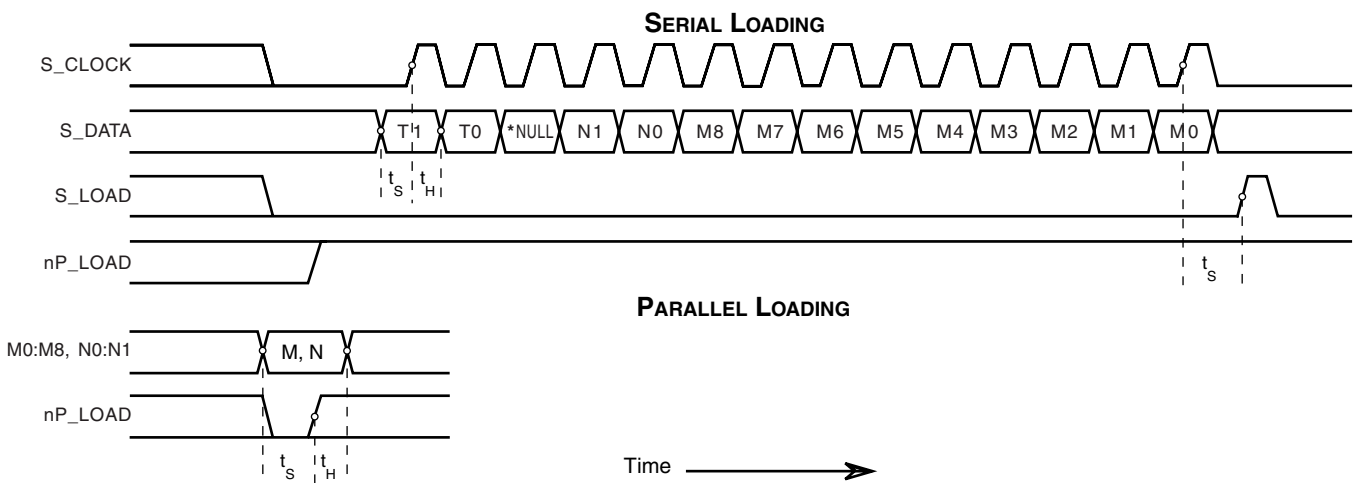 SERIAL LOADING
S_CLOCK
S_DATA T1 T0 *NULL N1 N0 M8 M7 M6 M5 M4 M3 M2 M1 M0
tS tH
S_LOAD
nP_LOAD
tS
PARALLEL LOADING
M0:M8, N0:N1 M, N
nP_LOAD
tS tH
Time